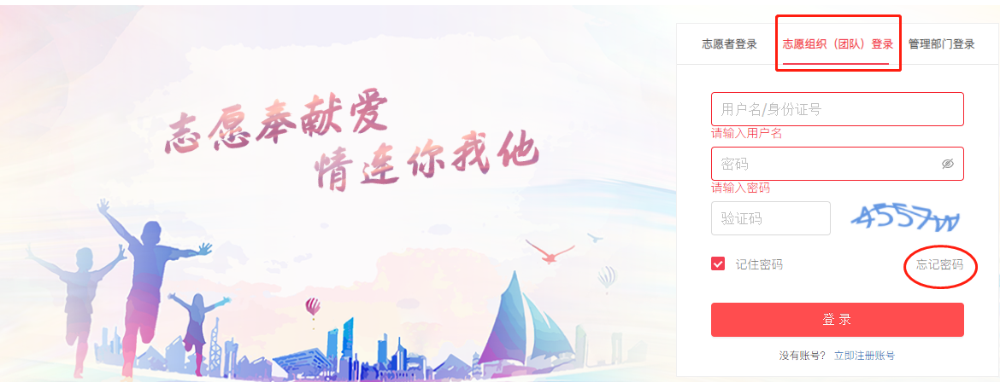 志愿奉献爱
情连你我他
志愿者登录
志愿组织（团队）登录
管理部门登录
用户名/身份证号
请输入用户名
密码
请输入密码
验证码
4557w
记住密码
忘记密码
登 录
没有账号？ 立即注册账号